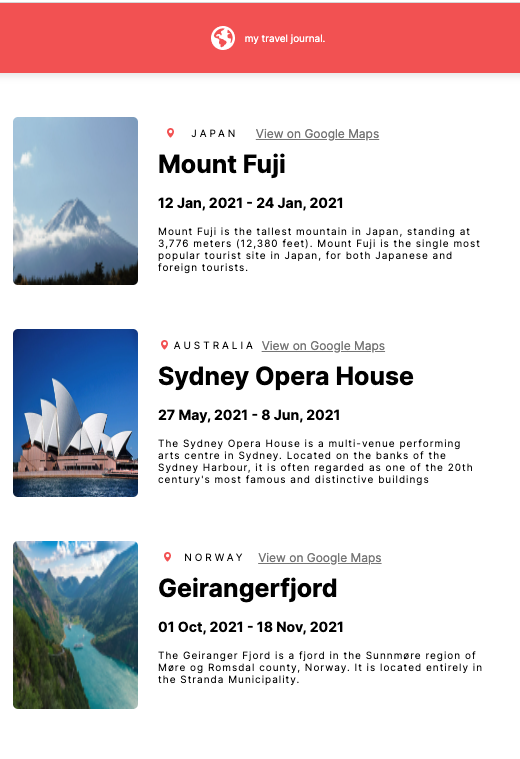 my travel journal.
JAPAN View on Google Maps
Mount Fuji
12 Jan, 2021 - 24 Jan, 2021
Mount Fuji is the tallest mountain in Japan, standing at
3,776 meters (12,380 feet). Mount Fuji is the single most
popular tourist site in Japan, for both Japanese and
foreign tourists.
AUSTRALIA View on Google Maps
Sydney Opera House
27 May, 2021 - 8 Jun, 2021
The Sydney Opera House is a multi-venue performing
arts centre in Sydney. Located on the banks of the
Sydney Harbour, it is often regarded as one of the 20th
century's most famous and distinctive buildings
NORWAY View on Google Maps
Geirangerfjord
01 Oct, 2021 - 18 Nov, 2021
The Geiranger Fjord is a fjord in the Sunnmøre region of
Møre og Romsdal county, Norway. It is located entirely in
the Stranda Municipality.